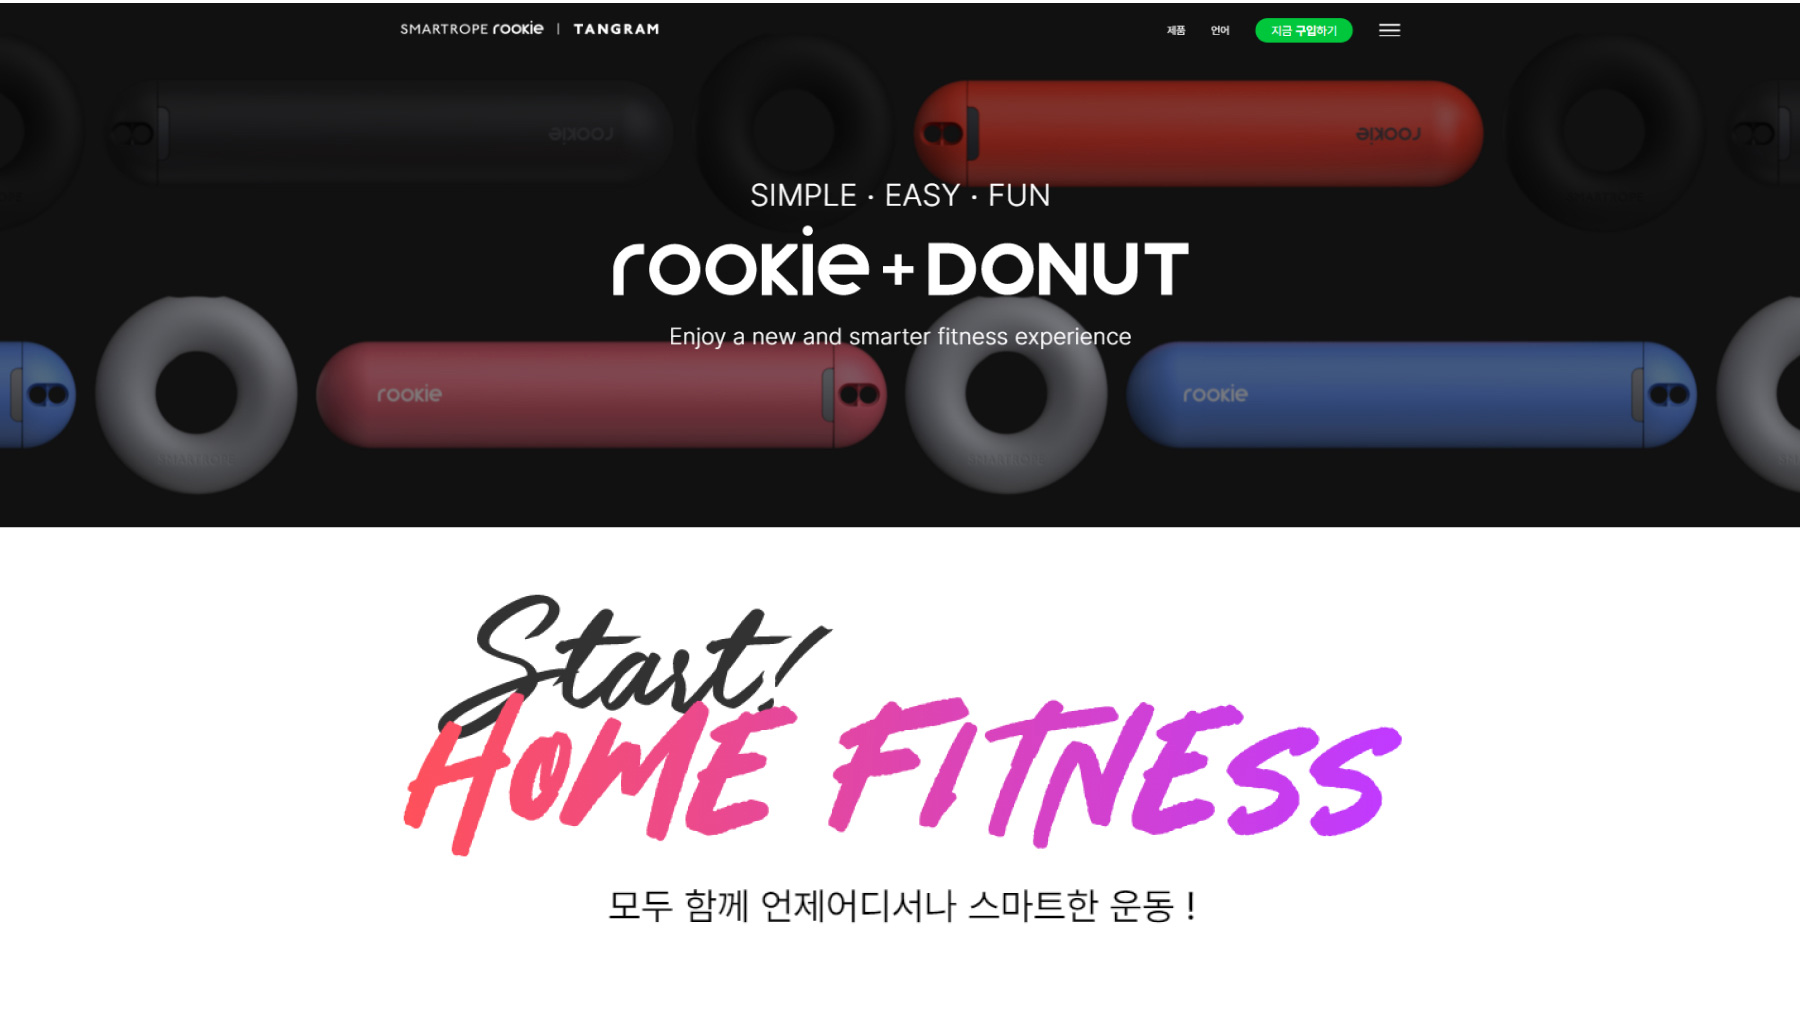 SMARTROPE rookie | TANGRAM
제품 언어 지금 구입하기
rookie rookie
SIMPLE · EASY · FUN
rookie + DONUT
Enjoy a new and smarter fitness experience
rookie rookie
SMARTROPE SMARTROPE
Start!
HOME FITNESS
모두 함께 언제어디서나 스마트한 운동 !